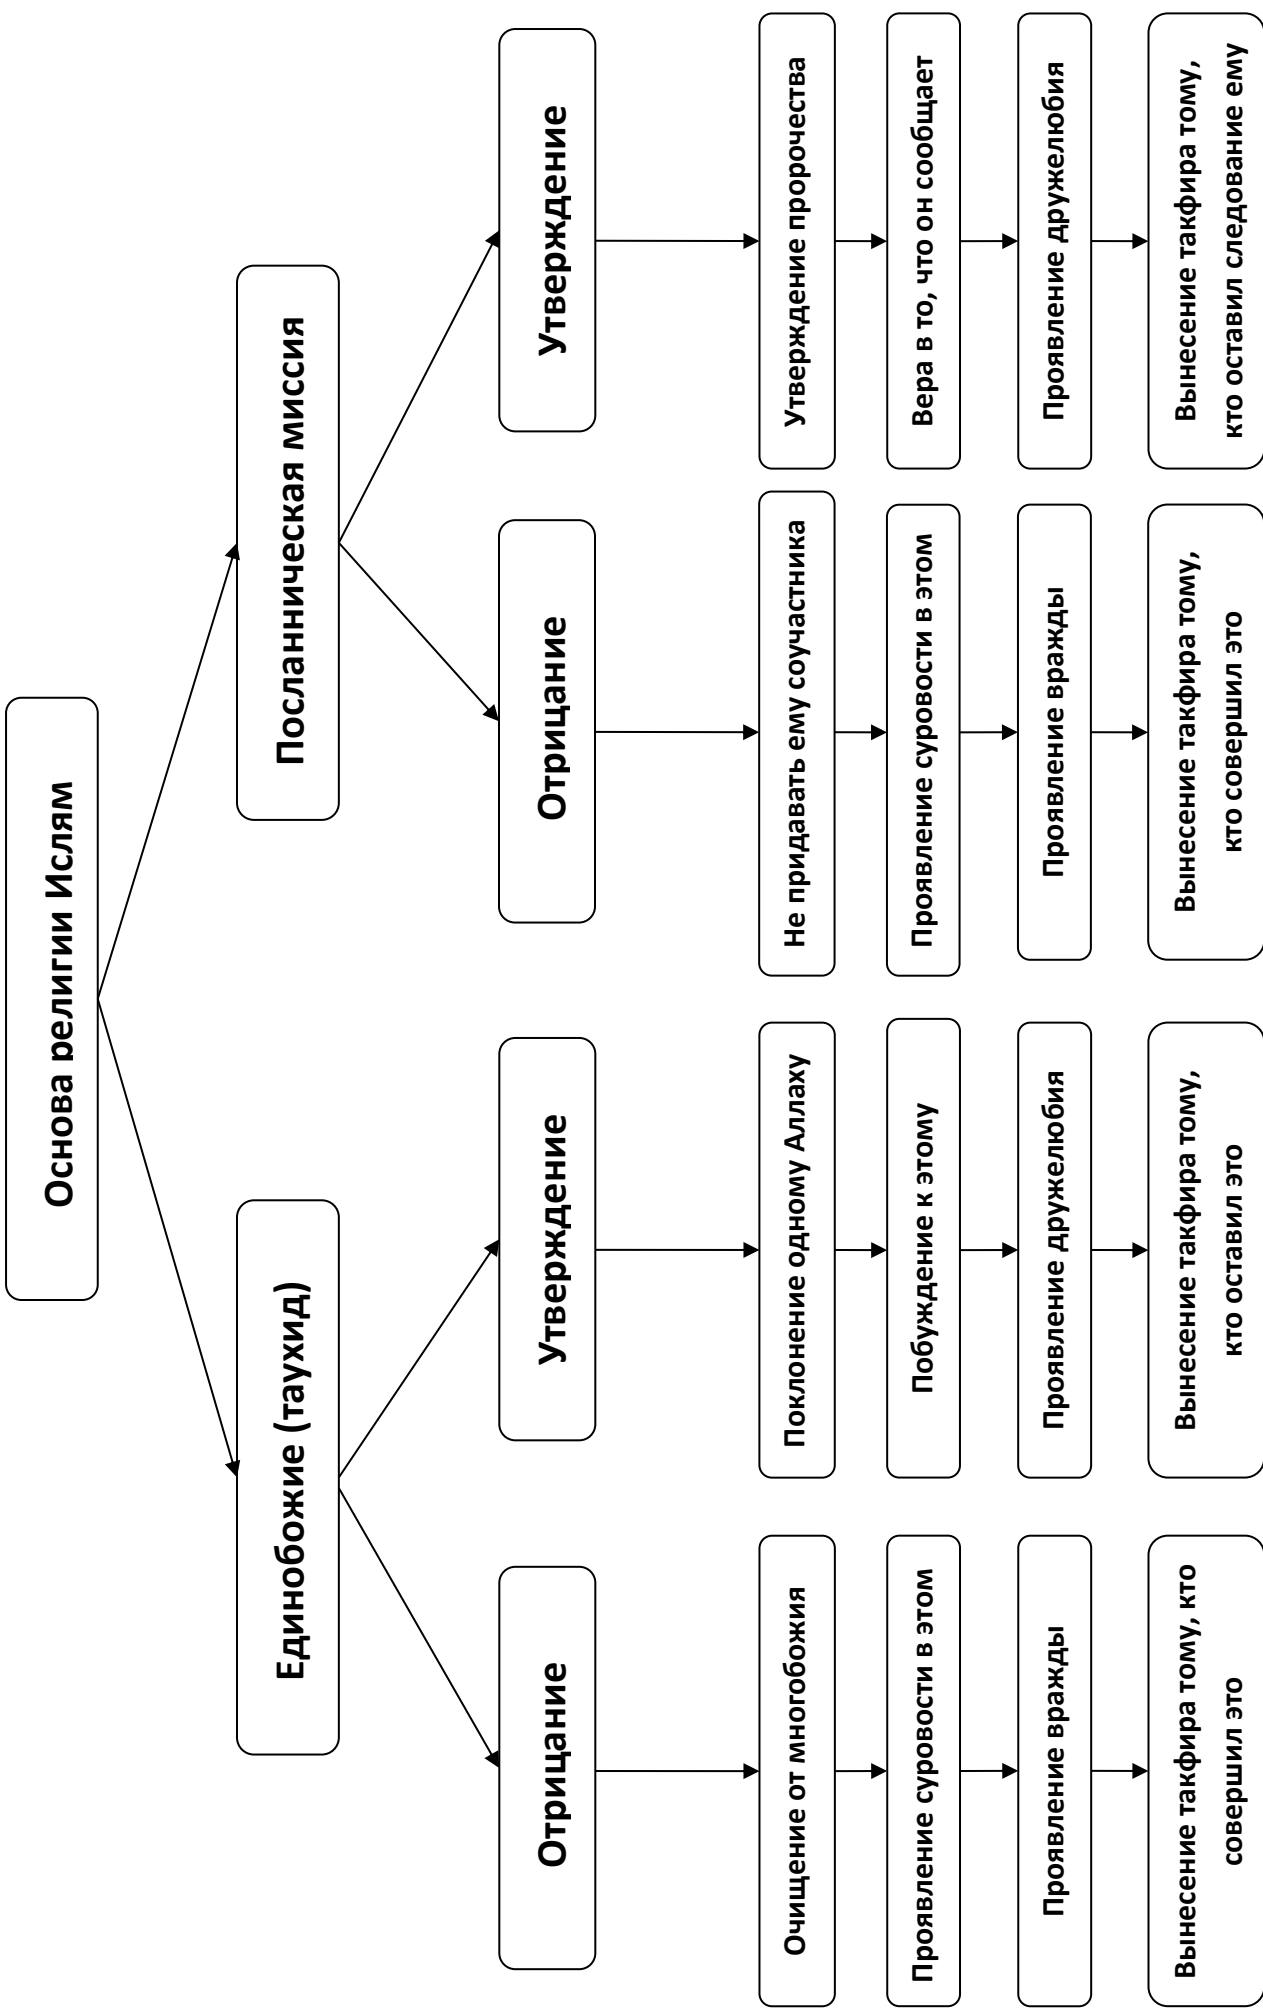 Основа религии Ислям
Единобожие (таухид)
Посланническая миссия
Отрицание
Утверждение
Отрицание
Утверждение
Очищение от многобожия
Проявление суровости в этом
Проявление вражды
Вынесение такфира тому, кто
совершил это
Поклонение одному Аллаху
Побуждение к этому
Проявление дружелюбия
Вынесение такфира тому,
кто оставил это
Не придавать ему соучастника
Проявление суровости в этом
Проявление вражды
Вынесение такфира тому,
кто совершил это
Утверждение пророчества
Вера в то, что он сообщает
Проявление дружелюбия
Вынесение такфира тому,
кто оставил следование ему